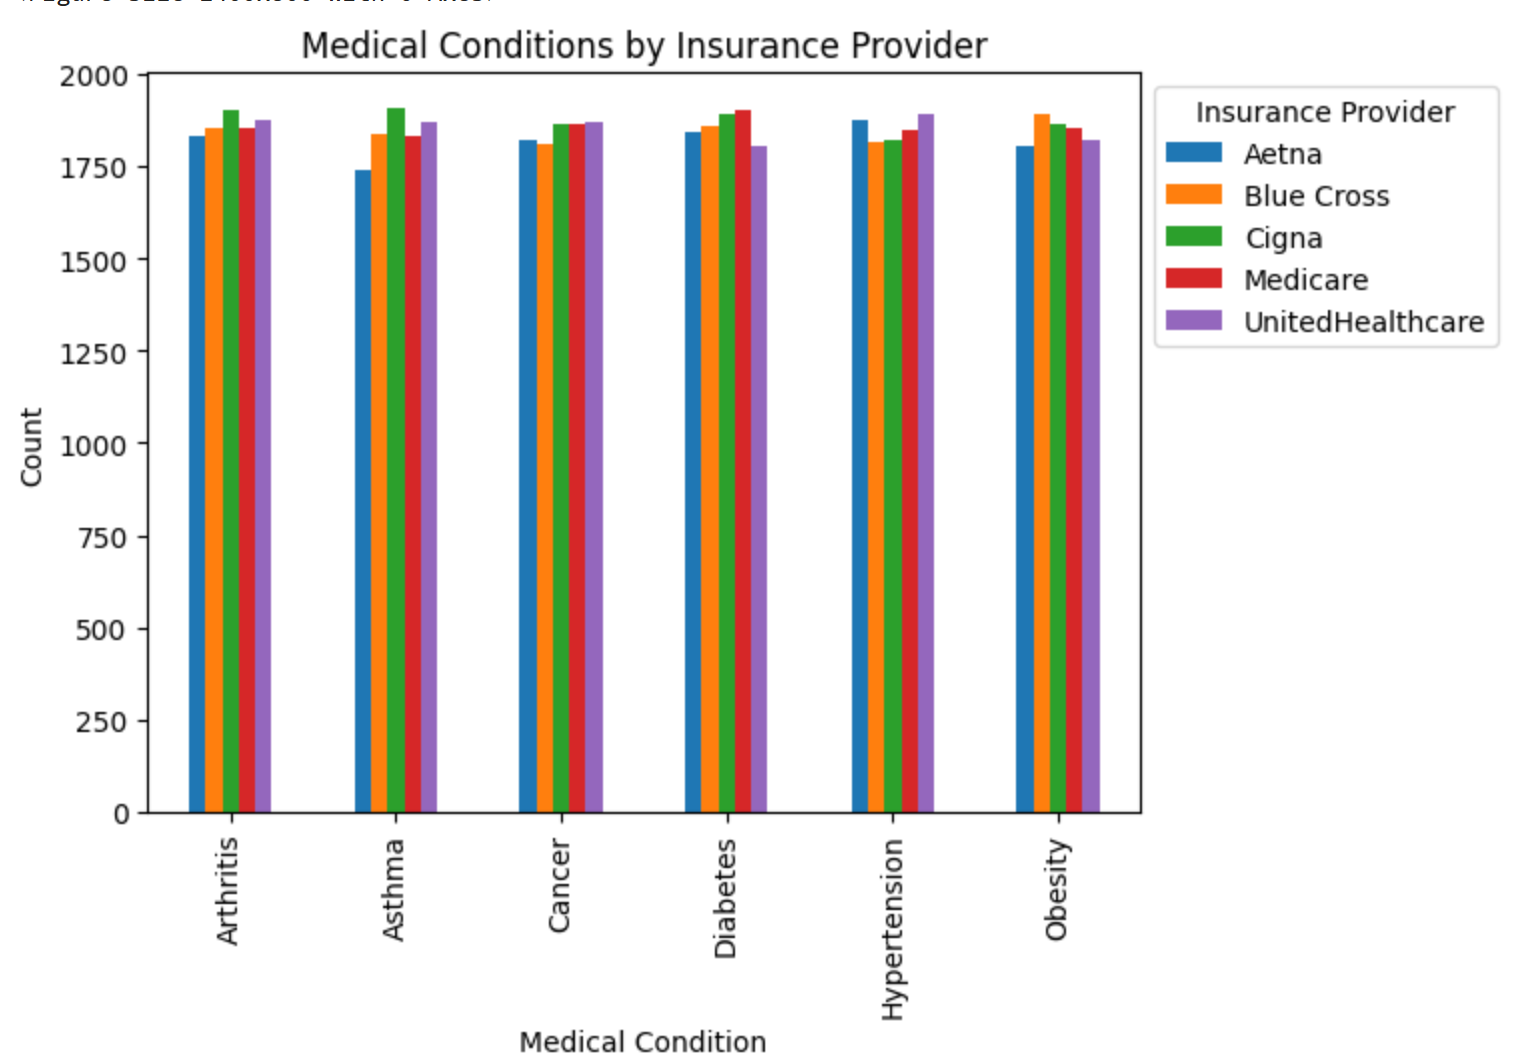 Medical Conditions by Insurance Provider
2000
1750
1500
1250
1000
750
500
250
0
Count
Arthritis
Asthma
Cancer
Diabetes
Hypertension
Obesity
Medical Condition
Insurance Provider
Aetna
Blue Cross
Cigna
Medicare
UnitedHealthcare